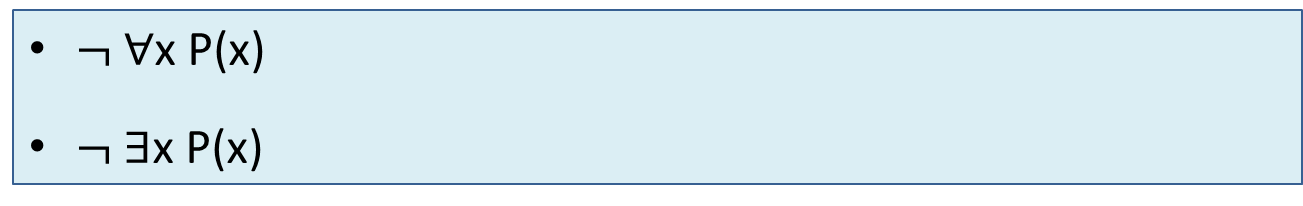 • ¬ ∀x P(x)
• ¬ ∃x P(x)